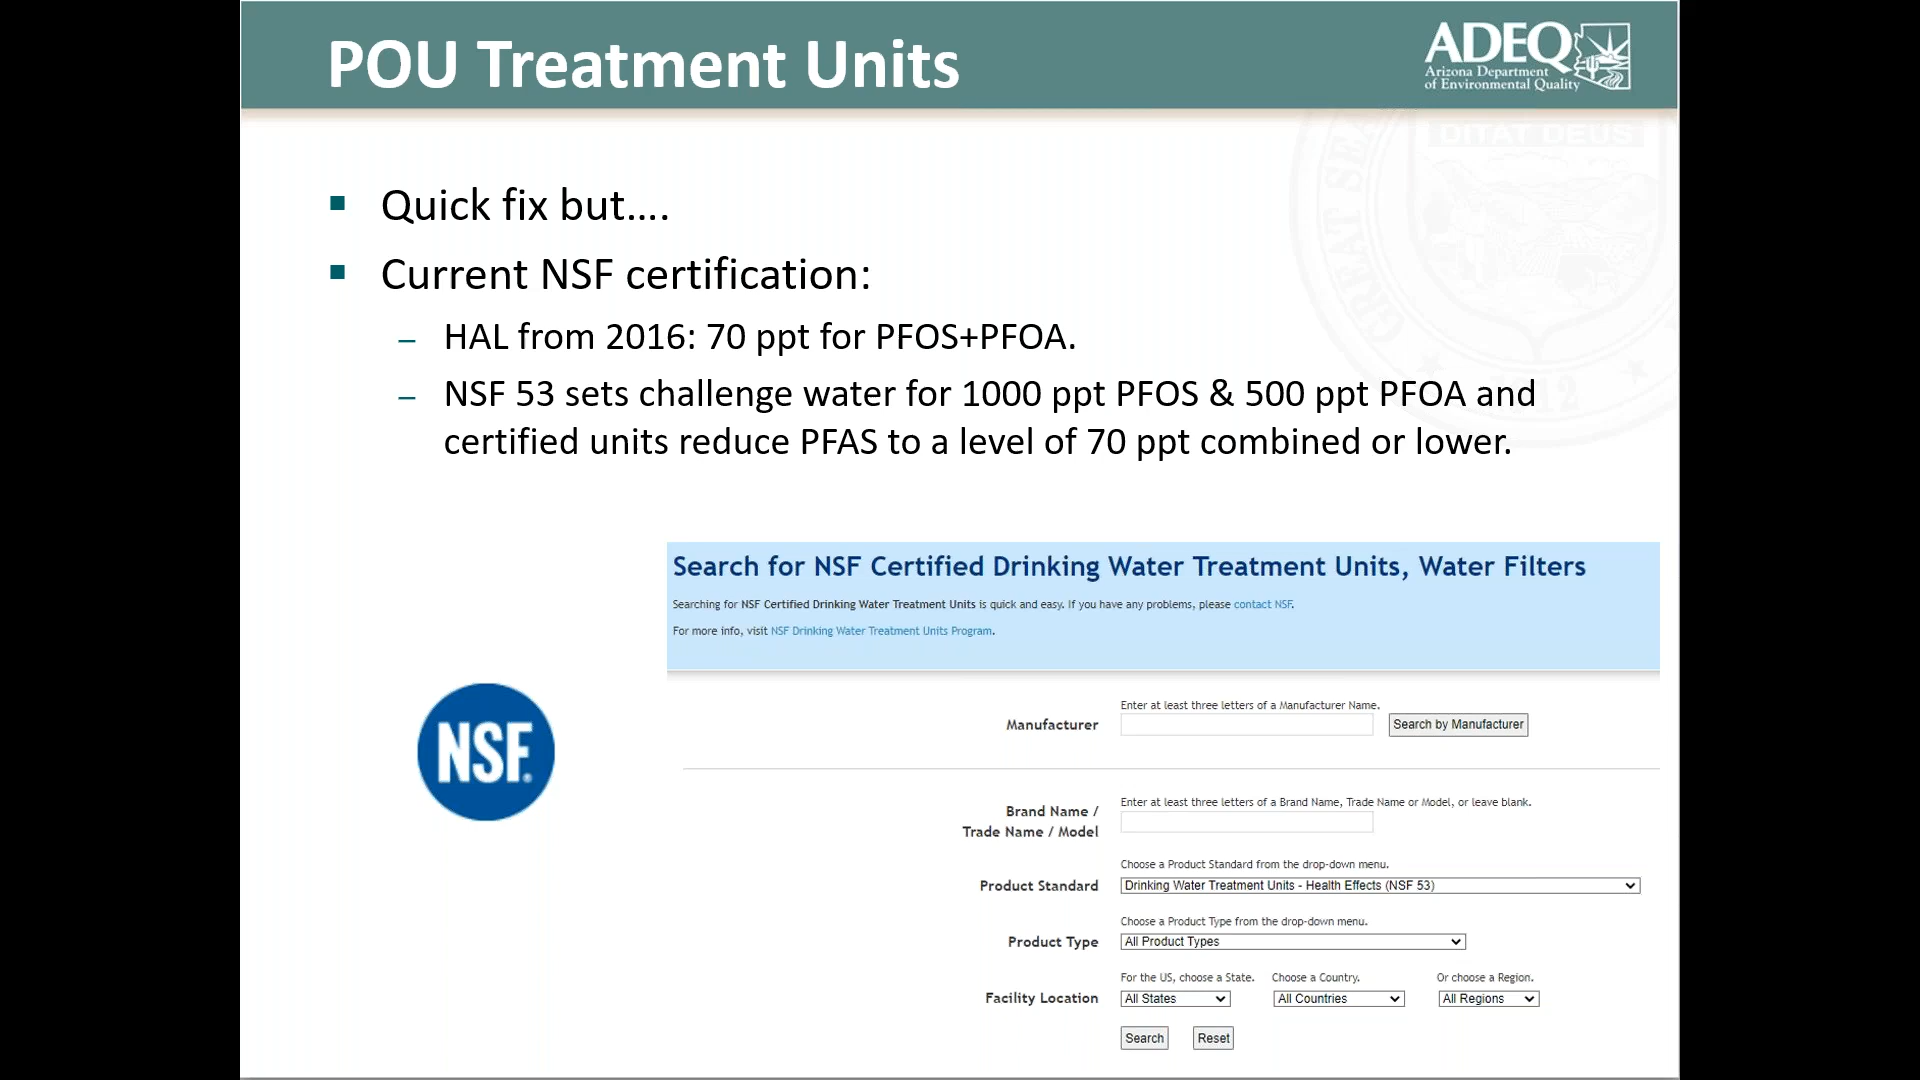 POU Treatment Units
ADEQ
Arizona Department
of Environmental Quality
DITAT DEUS
GREAT SEA
Quick fix but....
Current NSF certification:
– HAL from 2016: 70 ppt for PFOS+PFOA.
– NSF 53 sets challenge water for 1000 ppt PFOS & 500 ppt PFOA and
certified units reduce PFAS to a level of 70 ppt combined or lower.
Search for NSF Certified Drinking Water Treatment Units, Water Filters
Searching for NSF Certified Drinking Water Treatment Units is quick and easy. If you have any problems, please contact NSF.
For more info, visit NSF Drinking Water Treatment Units Program.
NSF®
Enter at least three letters of a Manufacturer Name.
Manufacturer Search by Manufacturer
Enter at least three letters of a Brand Name, Trade Name or Model, or leave blank.
Brand Name /
Trade Name / Model
Choose a Product Standard from the drop-down menu.
Product Standard Drinking Water Treatment Units - Health Effects (NSF 53)
Choose a Product Type from the drop-down menu.
Product Type All Product Types
For the US, choose a State. Choose a Country. Or choose a Region.
Facility Location All States All Countries All Regions
Search Reset